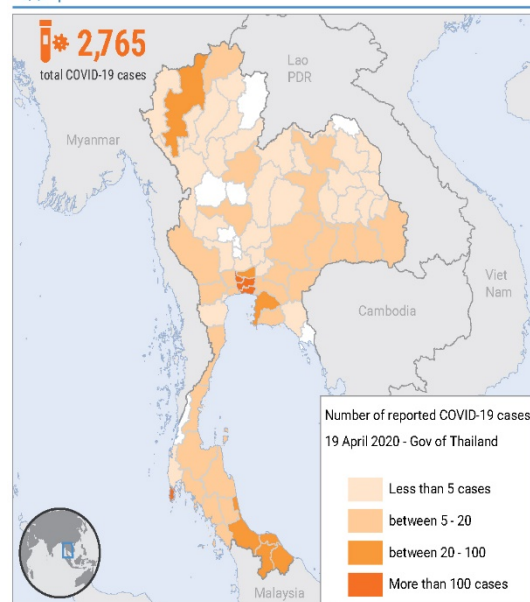 2,765
total COVID-19 cases
Lao
PDR
Myanmar
Viet
Nam
Cambodia
Number of reported COVID-19 cases
19 April 2020 - Gov of Thailand
Less than 5 cases
between 5 - 20
between 20 - 100
More than 100 cases
Malaysia